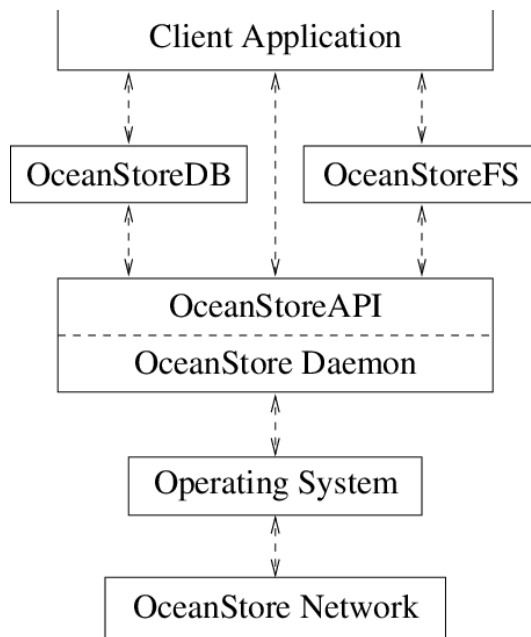 Client Application
OceanStoreDB
OceanStoreFS
OceanStoreAPI
OceanStore Daemon
Operating System
OceanStore Network